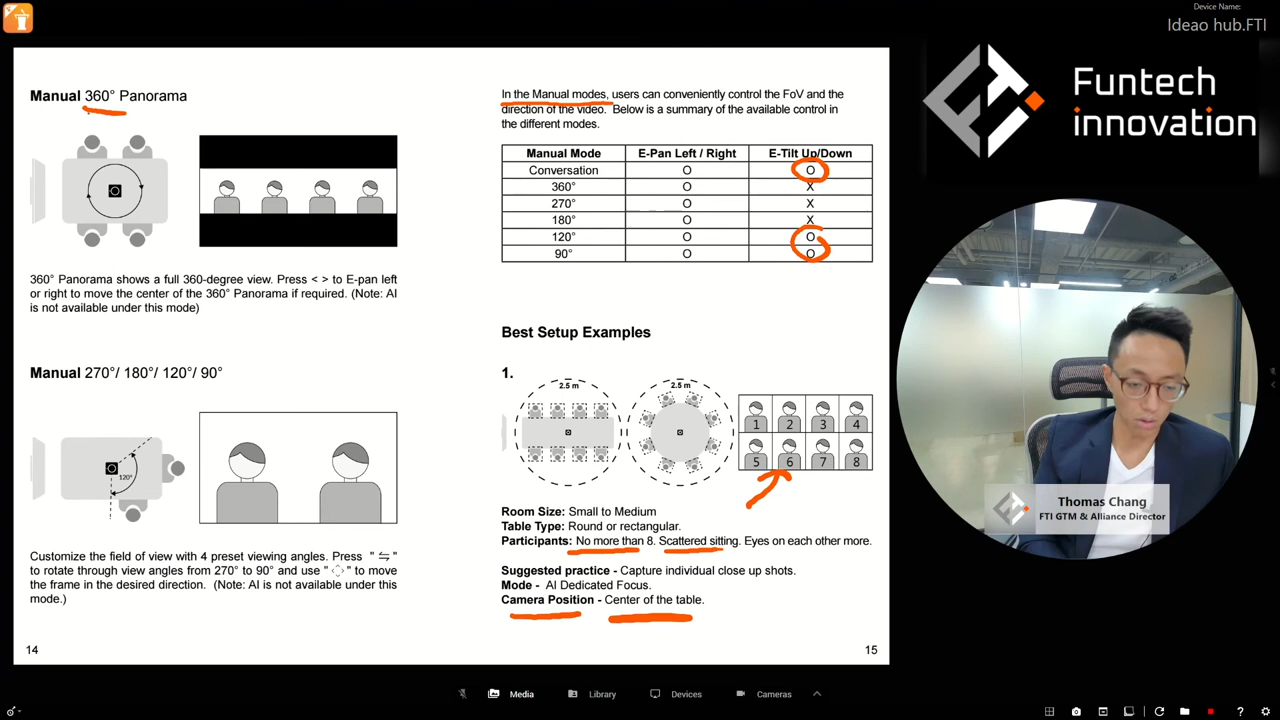 Device Name:
Ideao hub.FTI
Manual 360° Panorama
360° Panorama shows a full 360-degree view. Press < > to E-pan left
or right to move the center of the 360° Panorama if required. (Note: AI
is not available under this mode)
Manual 270°/ 180°/ 120°/ 90°
120°
Customize the field of view with 4 preset viewing angles. Press " ⇋ "
to rotate through view angles from 270° to 90° and use " " to move
the frame in the desired direction. (Note: AI is not available under this
mode.)
14
In the Manual modes, users can conveniently control the FoV and the
direction of the video. Below is a summary of the available control in
the different modes.
Manual Mode E-Pan Left / Right E-Tilt Up/Down
Conversation O O
360° O X
270° O X
180° O X
120° O O
90° O O
Best Setup Examples
1.
2.5 m 2.5 m
1 2 3 4
5 6 7 8
Room Size: Small to Medium
Table Type: Round or rectangular.
Participants: No more than 8. Scattered sitting. Eyes on each other more.
Suggested practice - Capture individual close up shots.
Mode - AI Dedicated Focus.
Camera Position - Center of the table.
15
Funtech
innovation
Thomas Chang
FTI GTM & Alliance Director
Media Library Devices Cameras